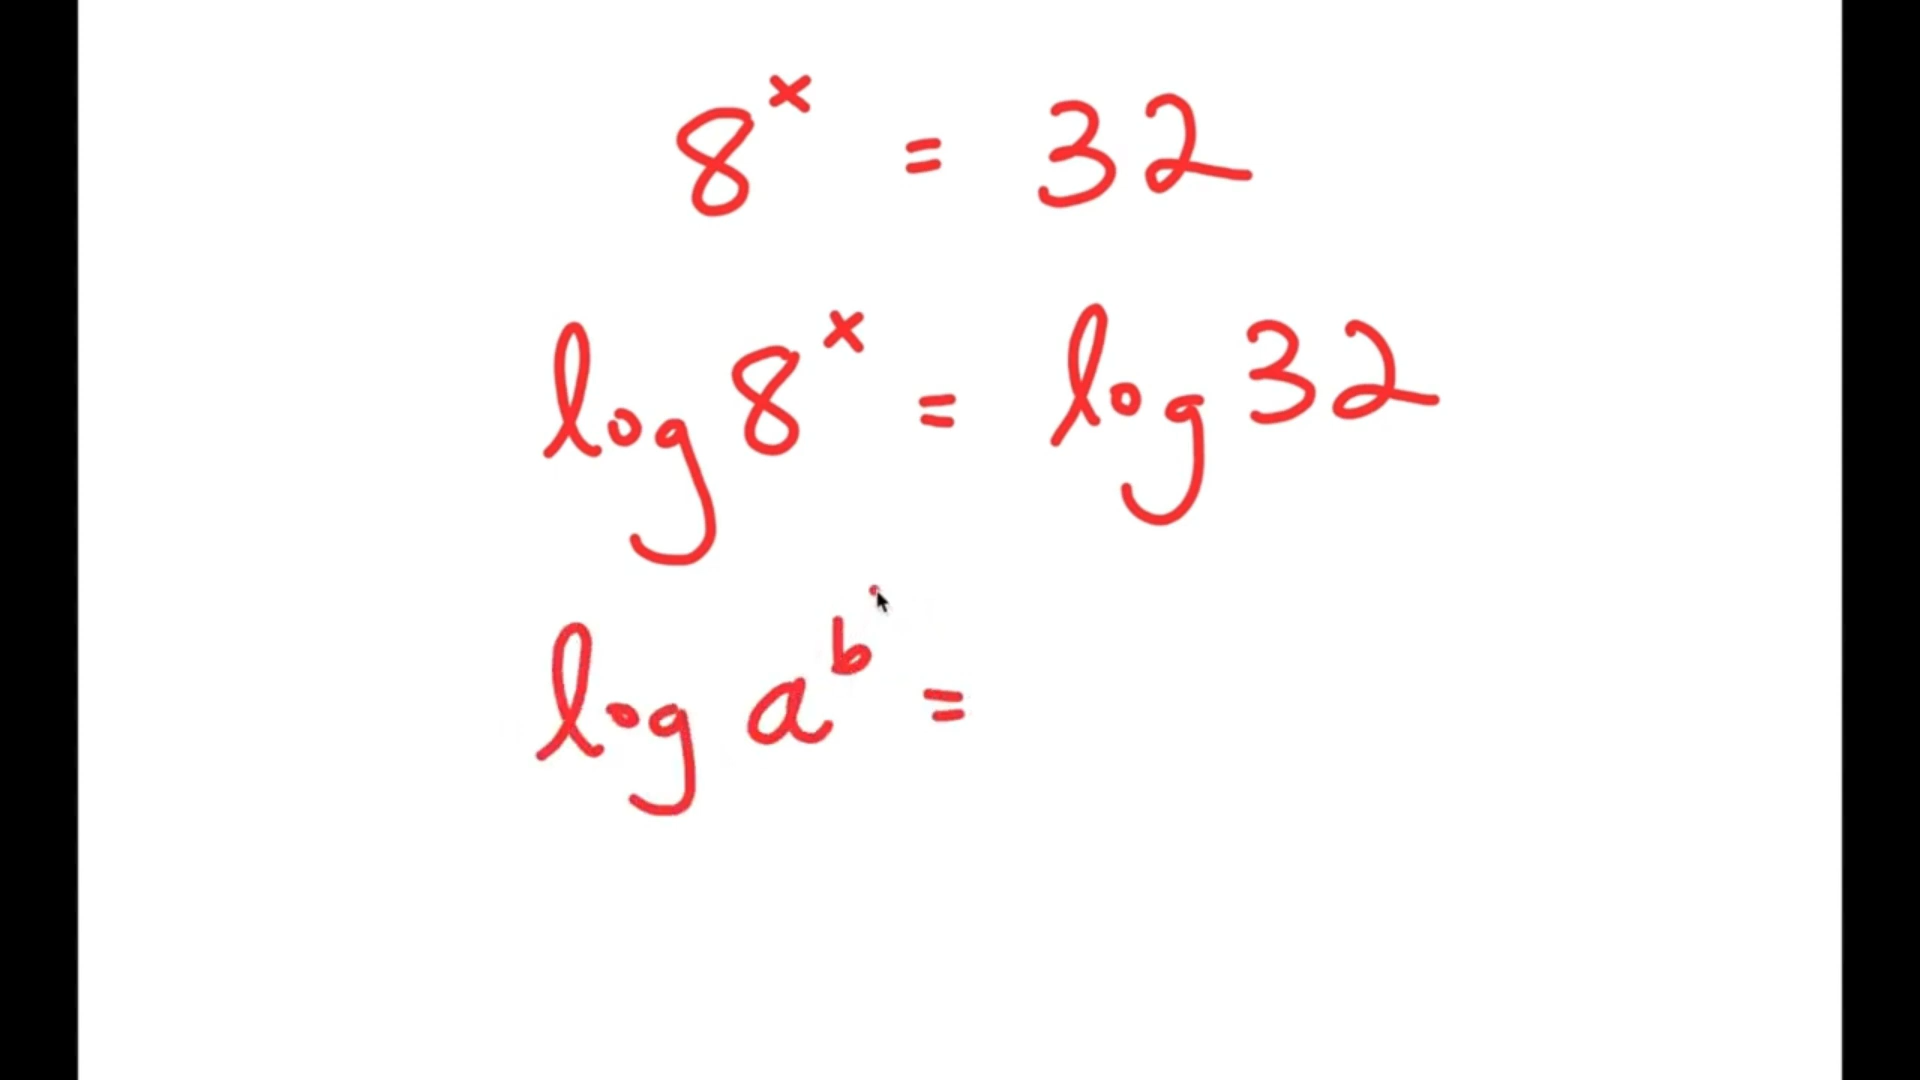 8^x = 32
log 8^x = log 32
log a^b =